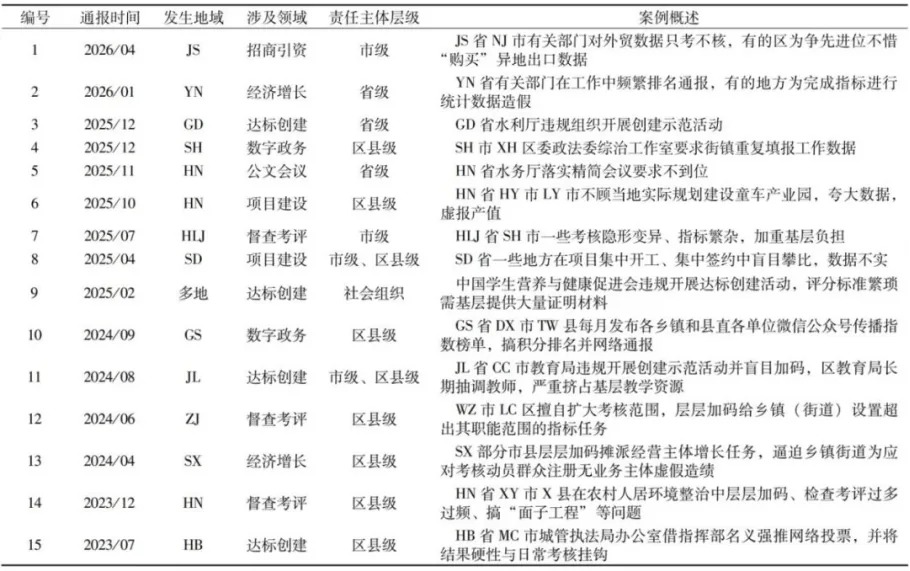 编号 通报时间 发生地域 涉及领域 责任主体层级 案例概述
1 2026/04 JS 招商引资 市级 JS 省 NJ 市有关部门对外贸数据只考不核，有的区为争先进位不惜
“购买”异地出口数据
2 2026/01 YN 经济增长 省级 YN 省有关部门在工作中频繁排名通报，有的地方为完成指标进行
统计数据造假
3 2025/12 GD 达标创建 省级 GD 省水利厅违规组织开展创建示范活动
4 2025/12 SH 数字政务 区县级 SH 市 XH 区委政法委综治工作室要求街镇重复填报工作数据
5 2025/11 HN 公文会议 省级 HN 省水务厅落实精简会议要求不到位
6 2025/10 HN 项目建设 区县级 HN 省 HY 市 LY 市不顾当地实际规划建设童车产业园，夸大数据，
虚报产值
7 2025/07 HLJ 督查考评 市级 HLJ 省 SH 市一些考核隐形变异、指标繁杂，加重基层负担
8 2025/04 SD 项目建设 市级、区县级 SD 省一些地方在项目集中开工、集中签约中盲目攀比，数据不实
9 2025/02 多地 达标创建 社会组织 中国学生营养与健康促进会违规开展达标创建活动，评分标准繁琐
需基层提供大量证明材料
10 2024/09 GS 数字政务 区县级 GS 省 DX 市 TW 县每月发布各乡镇和县直各单位微信公众号传播指
数榜单，搞积分排名并网络通报
11 2024/08 JL 达标创建 市级、区县级 JL 省 CC 市教育局违规开展创建示范活动并盲目加码，区教育局长
期抽调教师，严重挤占基层教学资源
12 2024/06 ZJ 督查考评 区县级 WZ 市 LC 区擅自扩大考核范围，层层加码给乡镇（街道）设置超
出其职能范围的指标任务
13 2024/04 SX 经济增长 区县级 SX 部分市县层层加码摊派经营主体增长任务，逼迫乡镇街道为应
对考核动员群众注册无业务主体虚假造绩
14 2023/12 HN 督查考评 区县级 HN 省 XY 市 X 县在农村人居环境整治中层层加码、检查考评过多
过频、搞“面子工程”等问题
15 2023/07 HB 达标创建 区县级 HB 省 MC 市城管执法局办公室借指挥部名义强推网络投票，并将
结果硬性与日常考核挂钩